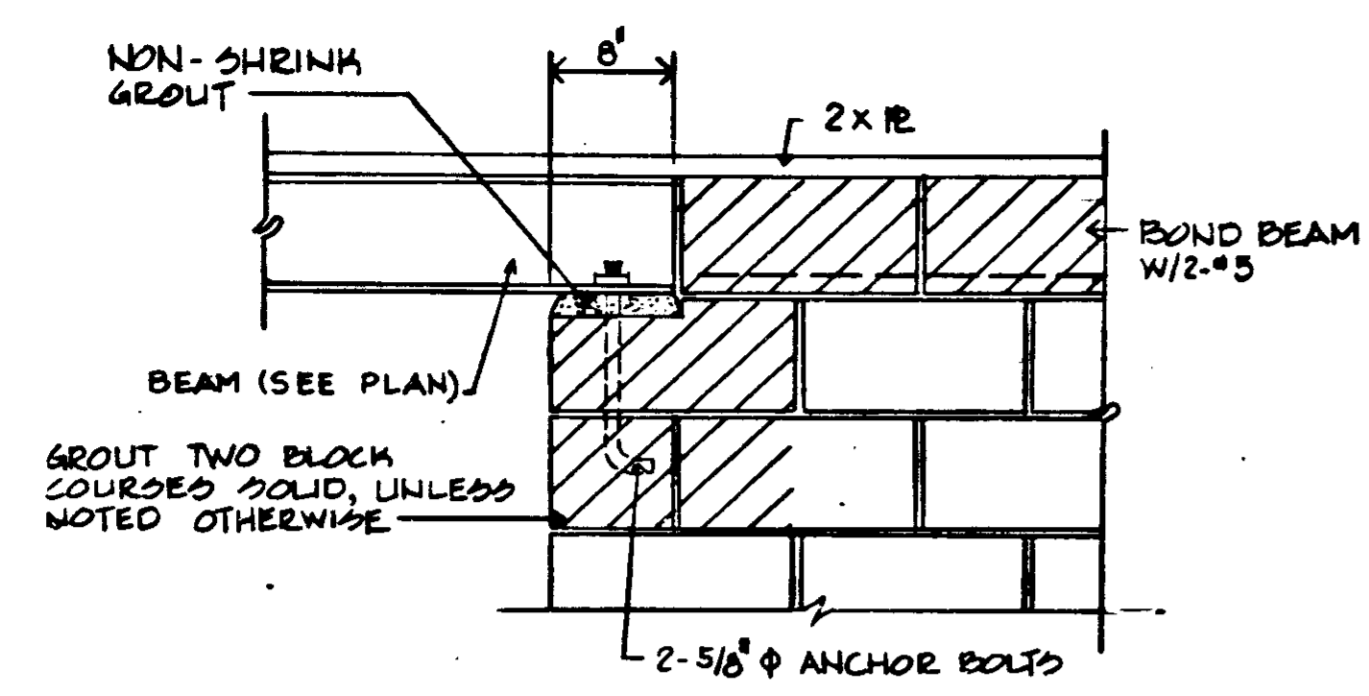 NON-SHRINK
GROUT
8"
2 x ㅤPL
BOND BEAM
W/2-#5
BEAM (SEE PLAN)
GROUT TWO BLOCK
COURSES SOLID, UNLESS
NOTED OTHERWISE
2-5/8" Φ ANCHOR BOLTS